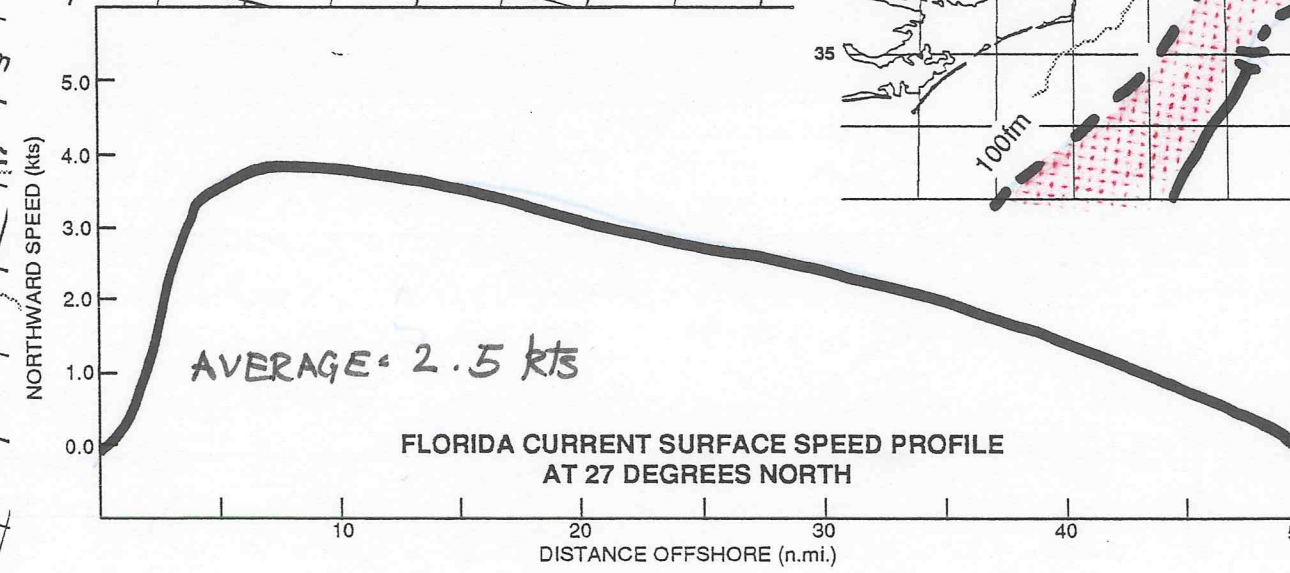 35
100fm
5.0
4.0
3.0
2.0
1.0
0.0
NORTHWARD SPEED (kts)
AVERAGE= 2.5 kts
FLORIDA CURRENT SURFACE SPEED PROFILE
AT 27 DEGREES NORTH
10
20
30
40
DISTANCE OFFSHORE (n.mi.)